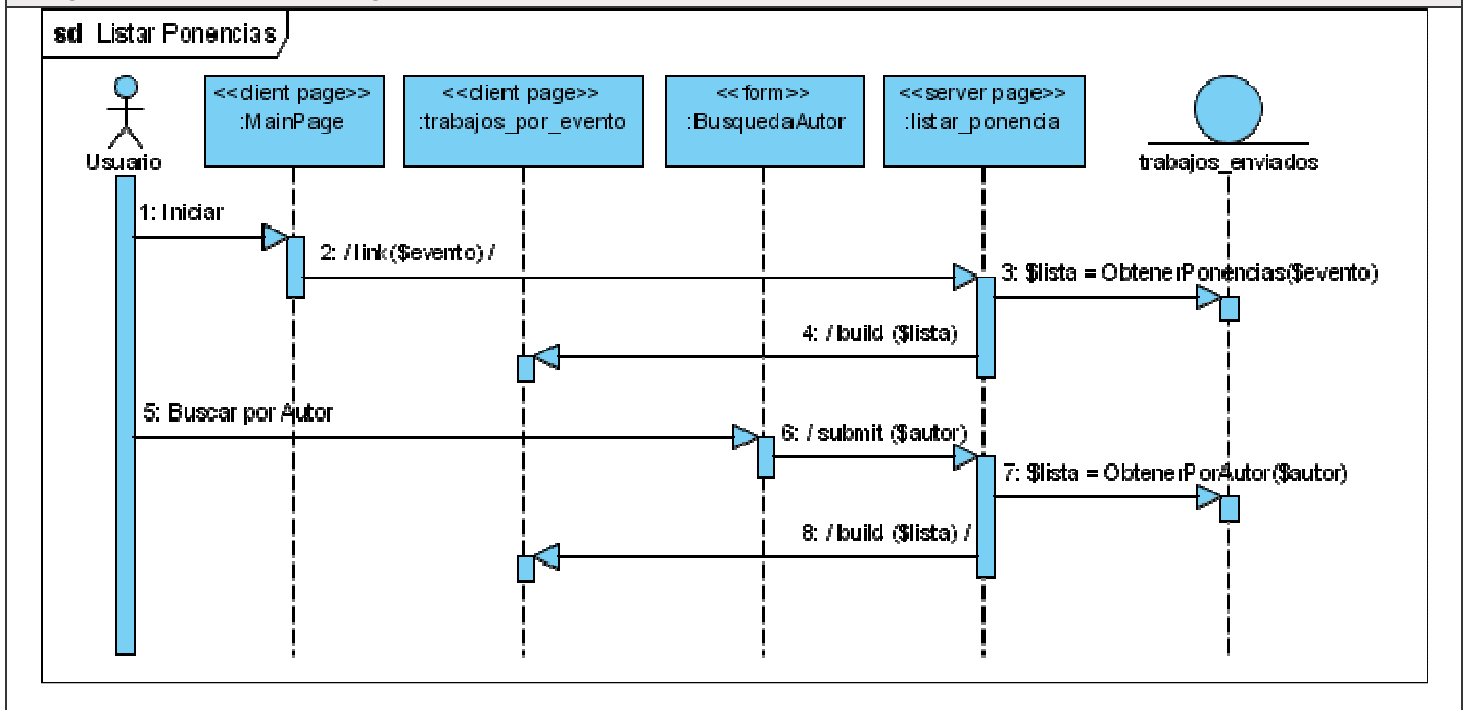 sd Listar Ponencias
<<client page>>
:MainPage
<<client page>>
:trabajos_por_evento
<<form>>
:BusquedaAutor
<<server page>>
:listar_ponencia
Usuario
trabajos_enviados
1: Iniciar
2: / link($evento) /
3: $lista = ObtenerPonencias($evento)
4: / build ($lista)
5: Buscar por Autor
6: / submit ($autor)
7: $lista = ObtenerPorAutor($autor)
8: / build ($lista) /